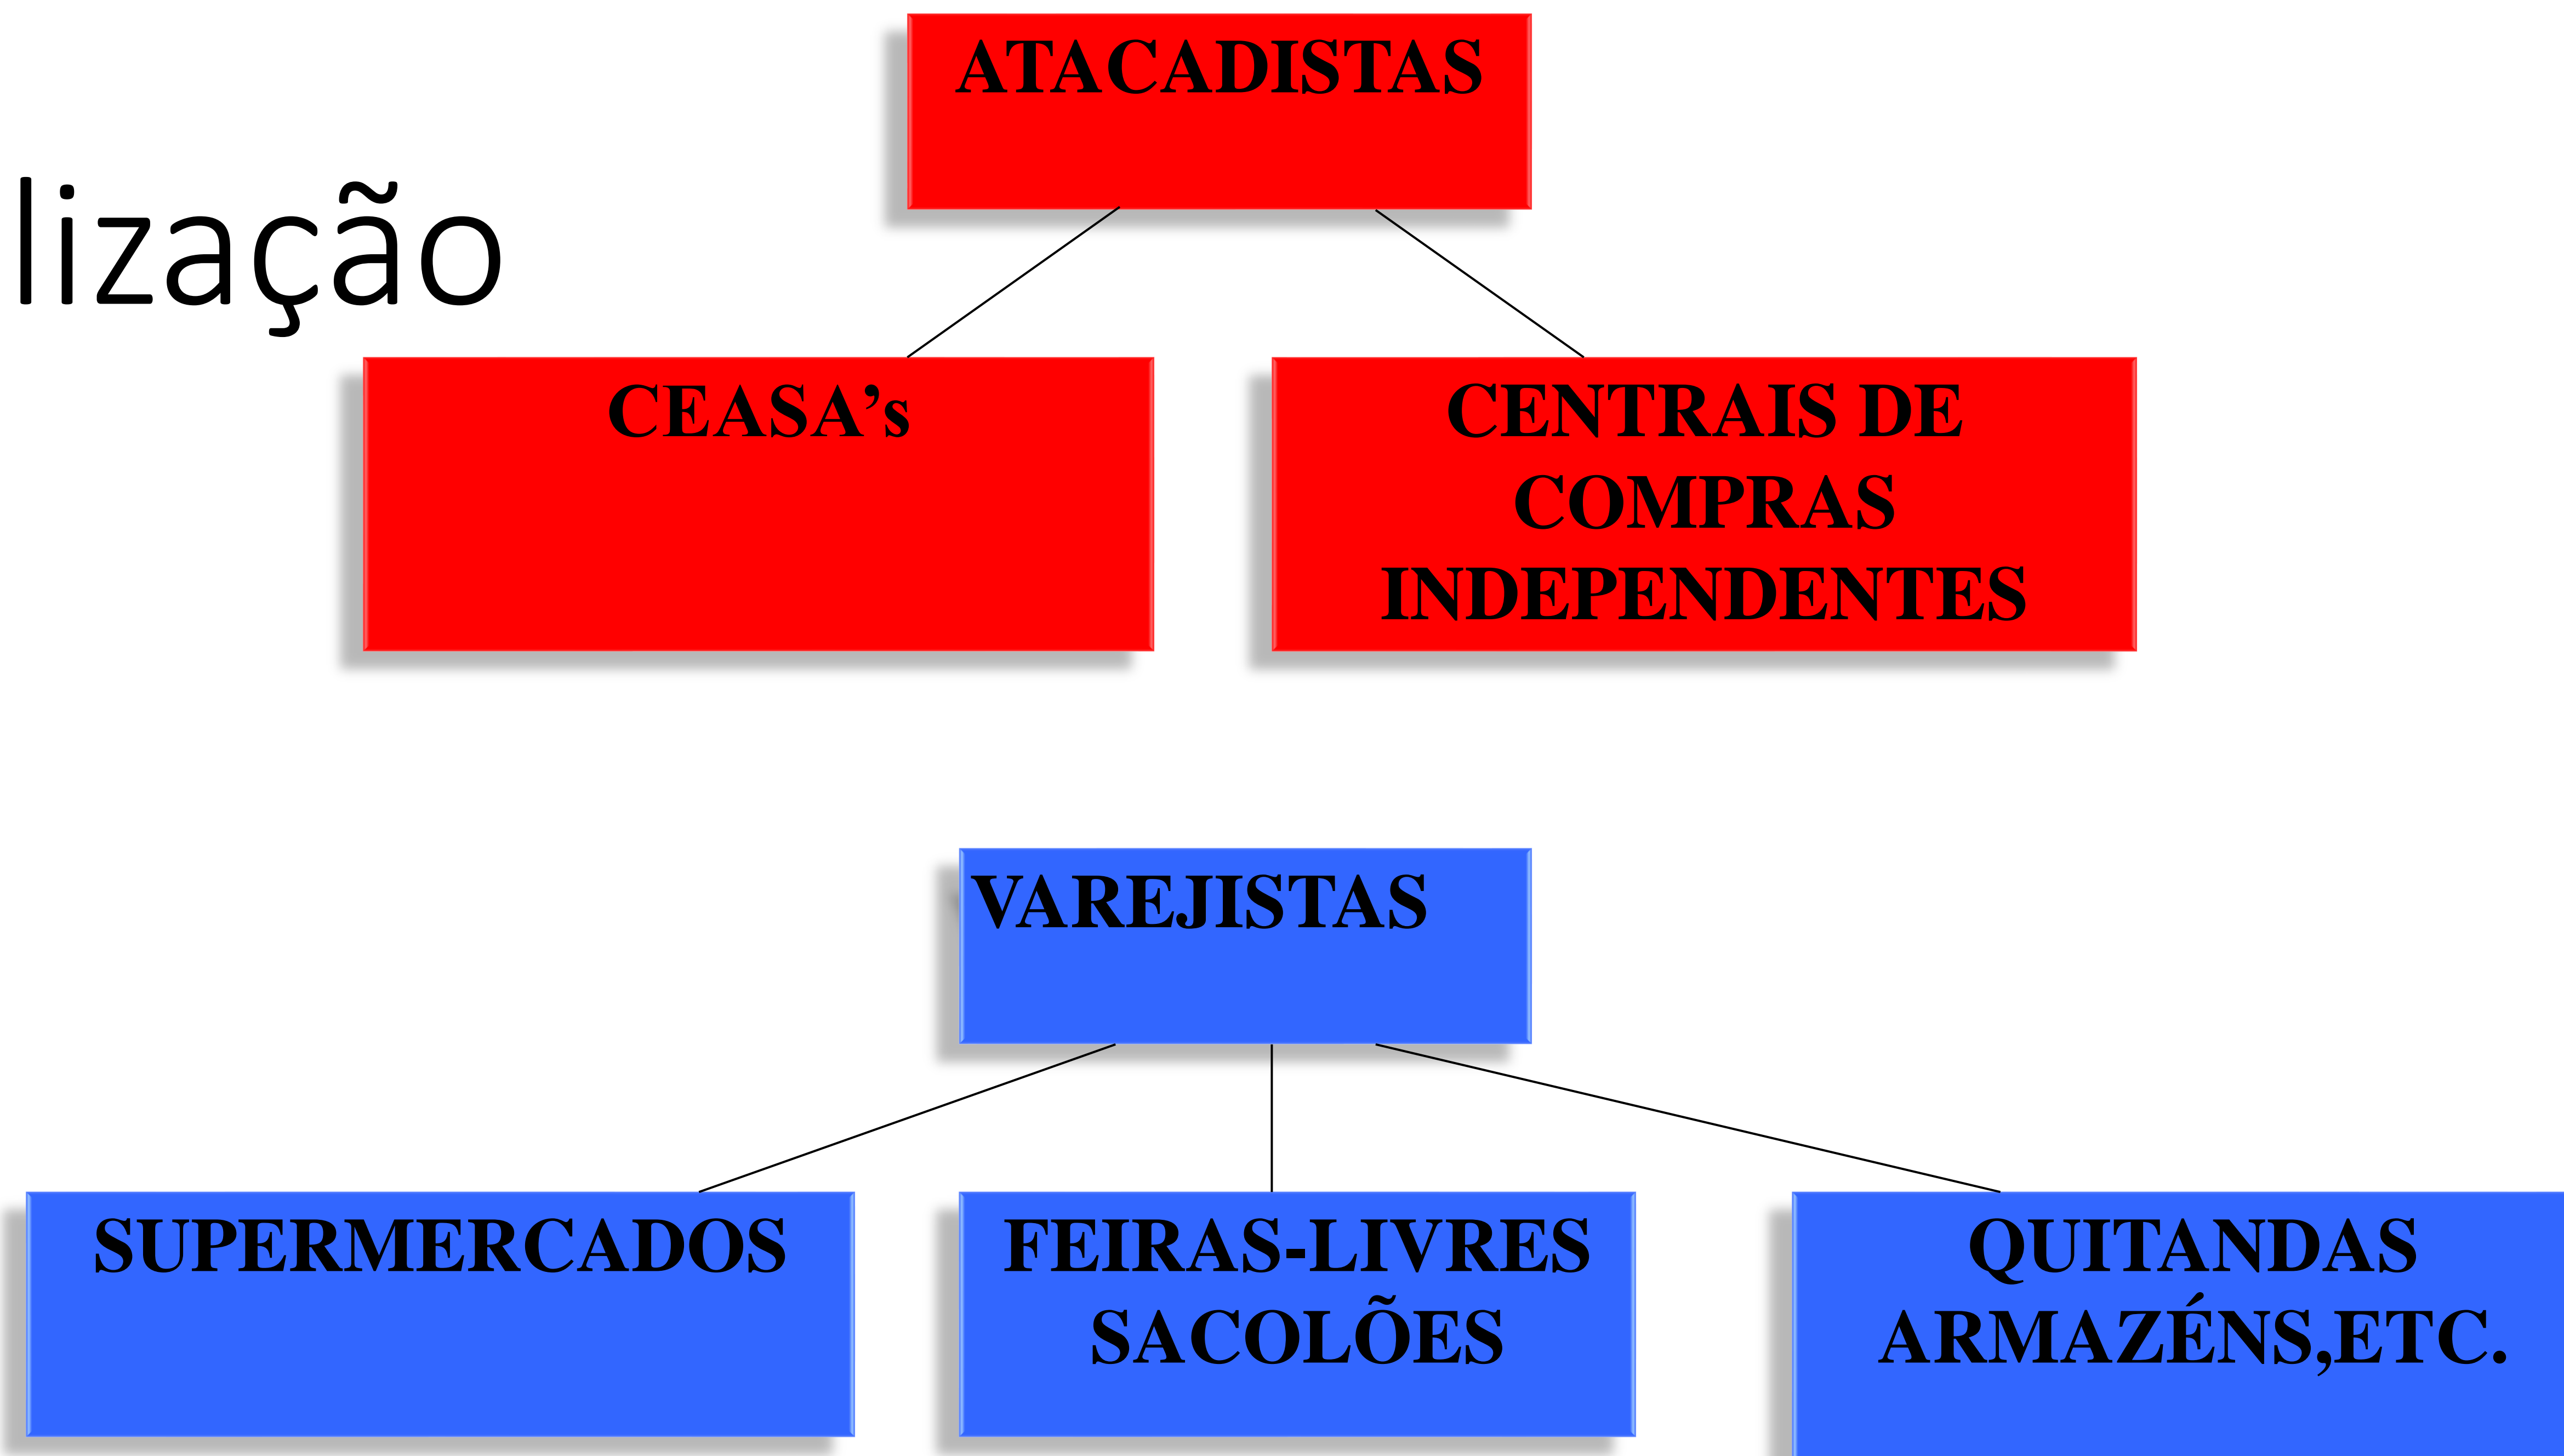 ATACADISTAS
lização
CEASA’s
CENTRAIS DE
COMPRAS
INDEPENDENTES
VAREJISTAS
SUPERMERCADOS
FEIRAS-LIVRES
SACOLÕES
QUITANDAS
ARMAZÉNS,ETC.